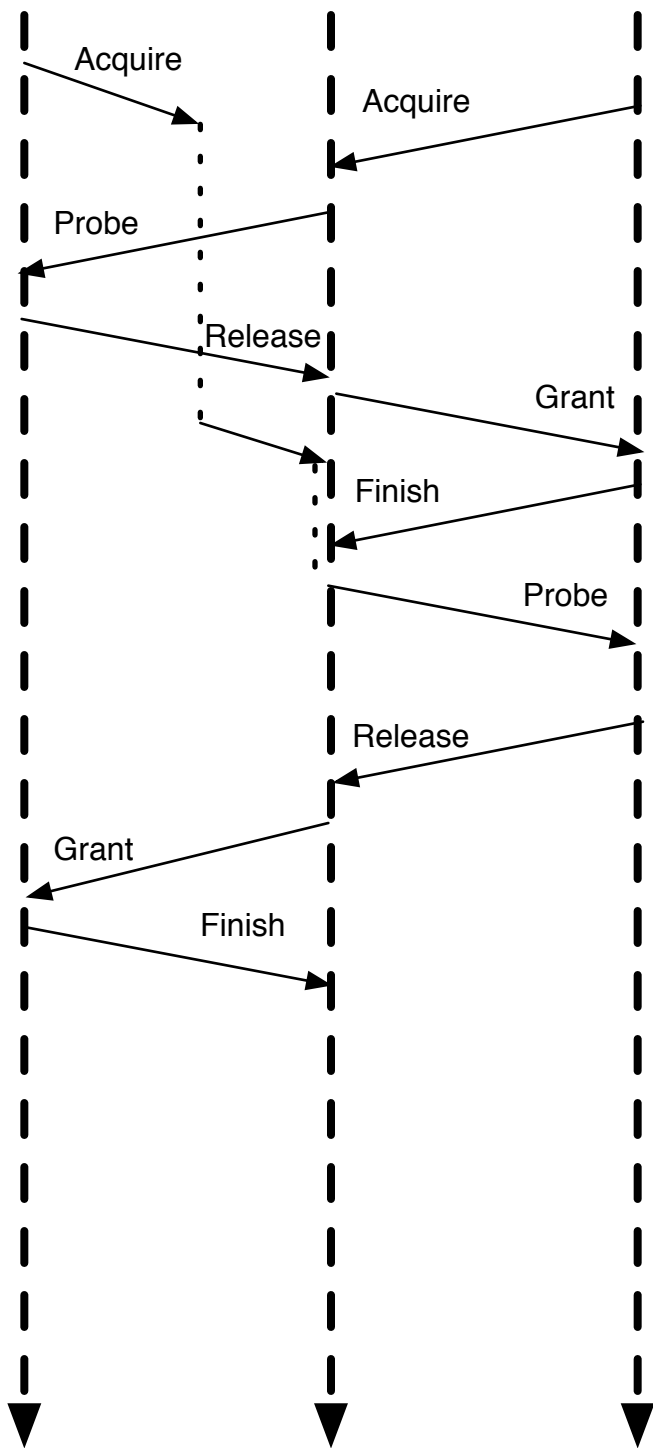 Acquire
Acquire
Probe
Release
Grant
Finish
Probe
Release
Grant
Finish